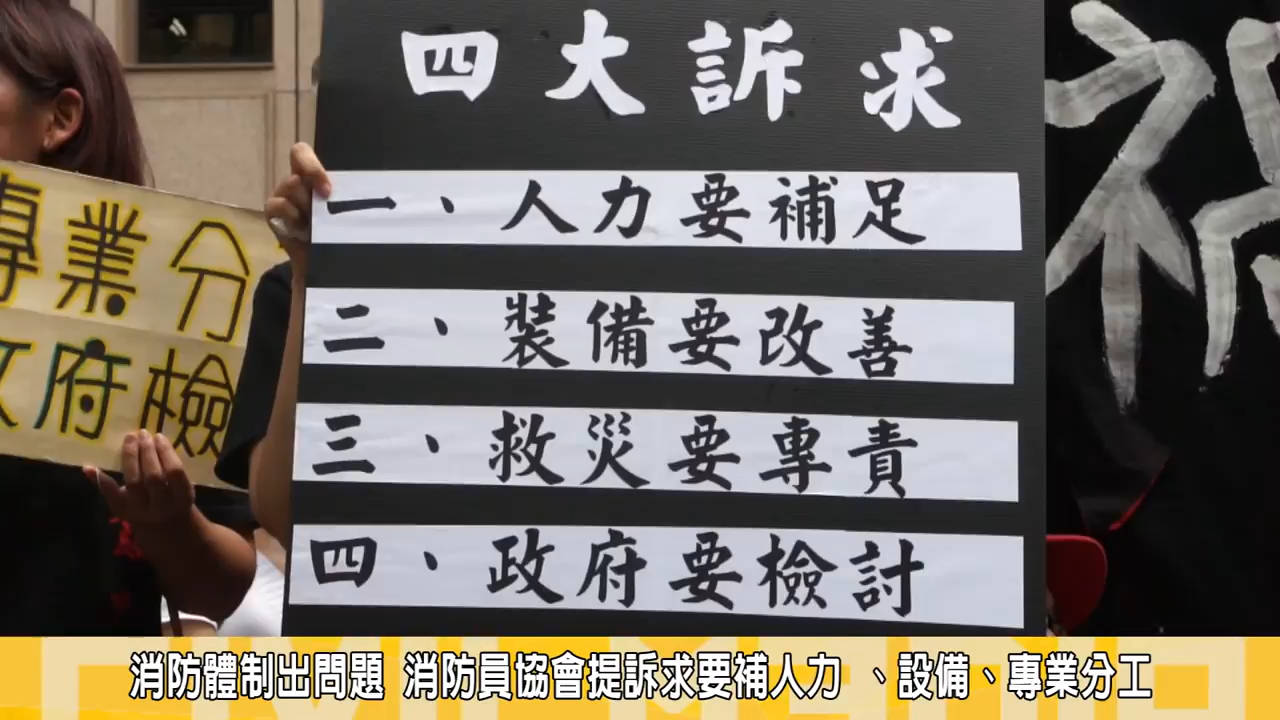 四大訴求
一、人力要補足
二、裝備要改善
三、救災要專責
四、政府要檢討
專業分
政府檢
消防體制出問題 消防員協會提訴求要補人力 、設備、專業分工